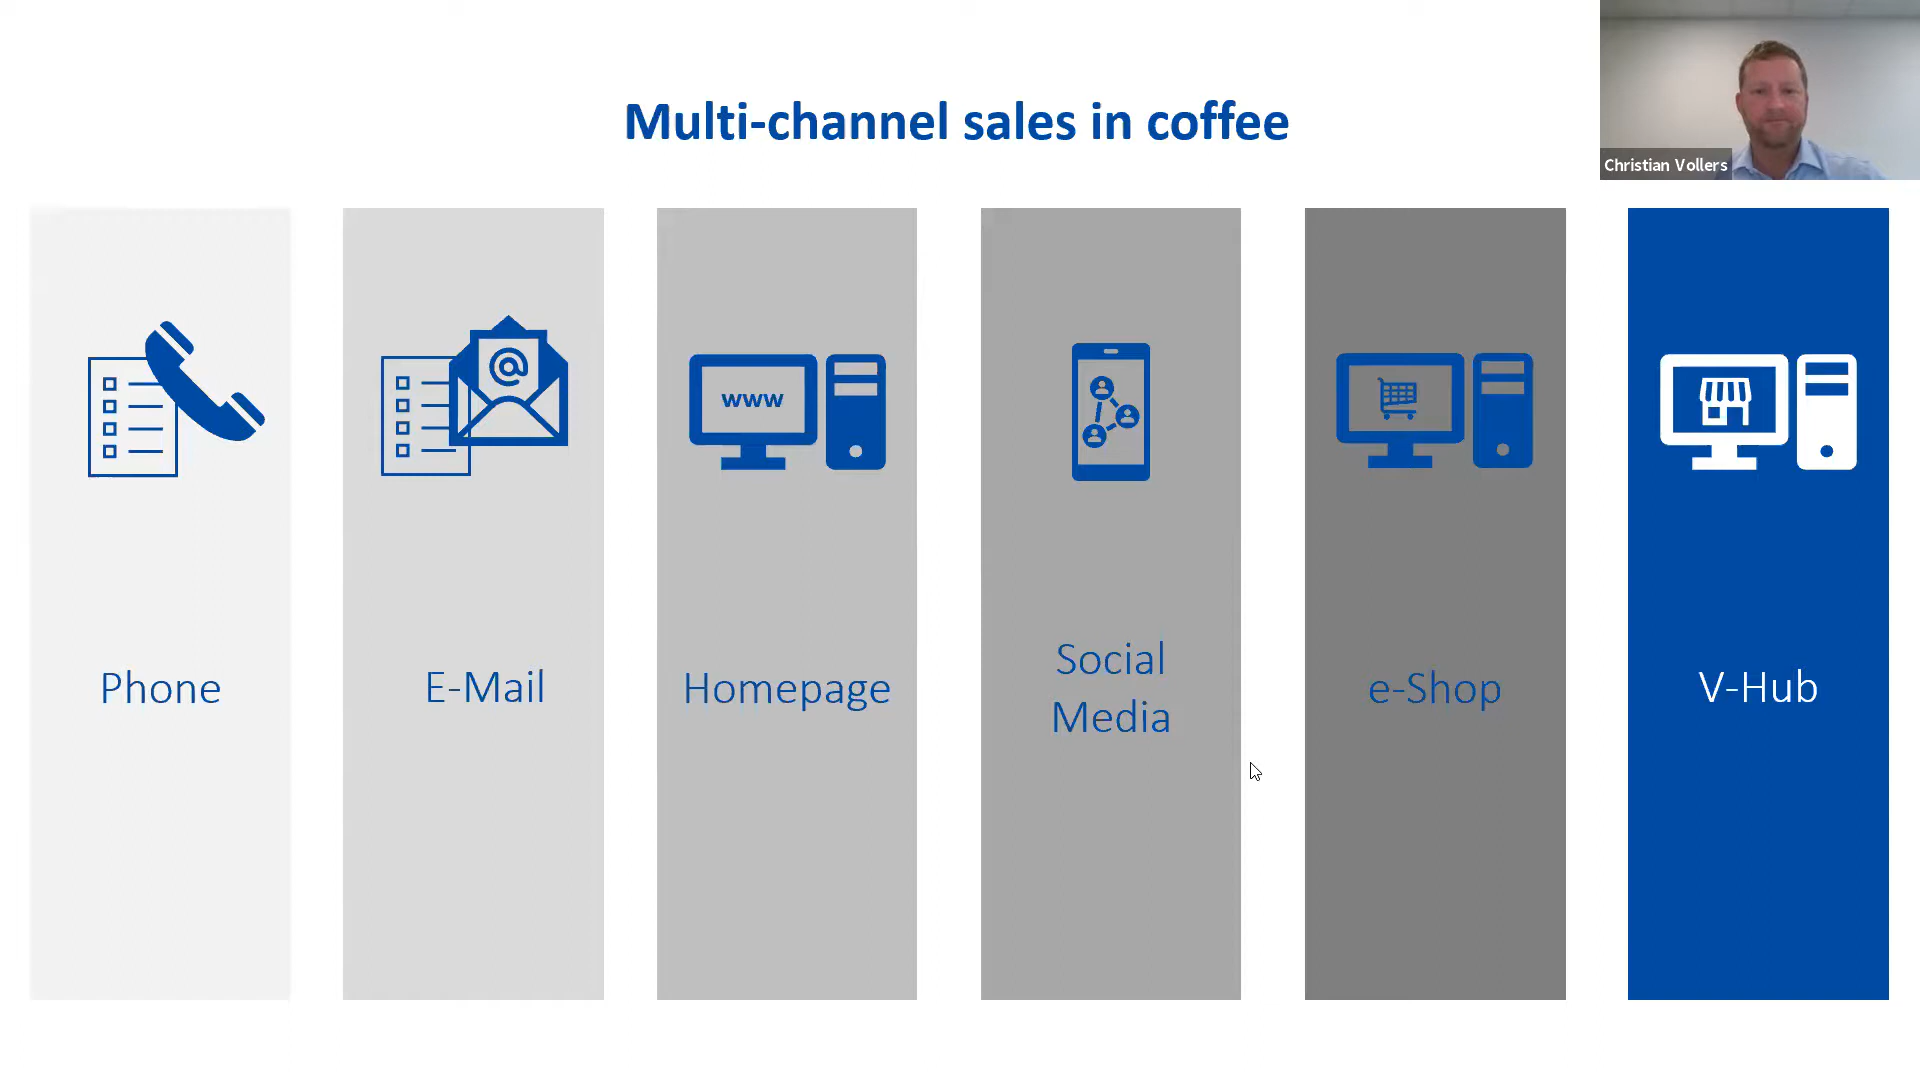 Multi-channel sales in coffee
Christian Vollers
@
www
Phone
E-Mail
Homepage
Social
Media
e-Shop
V-Hub